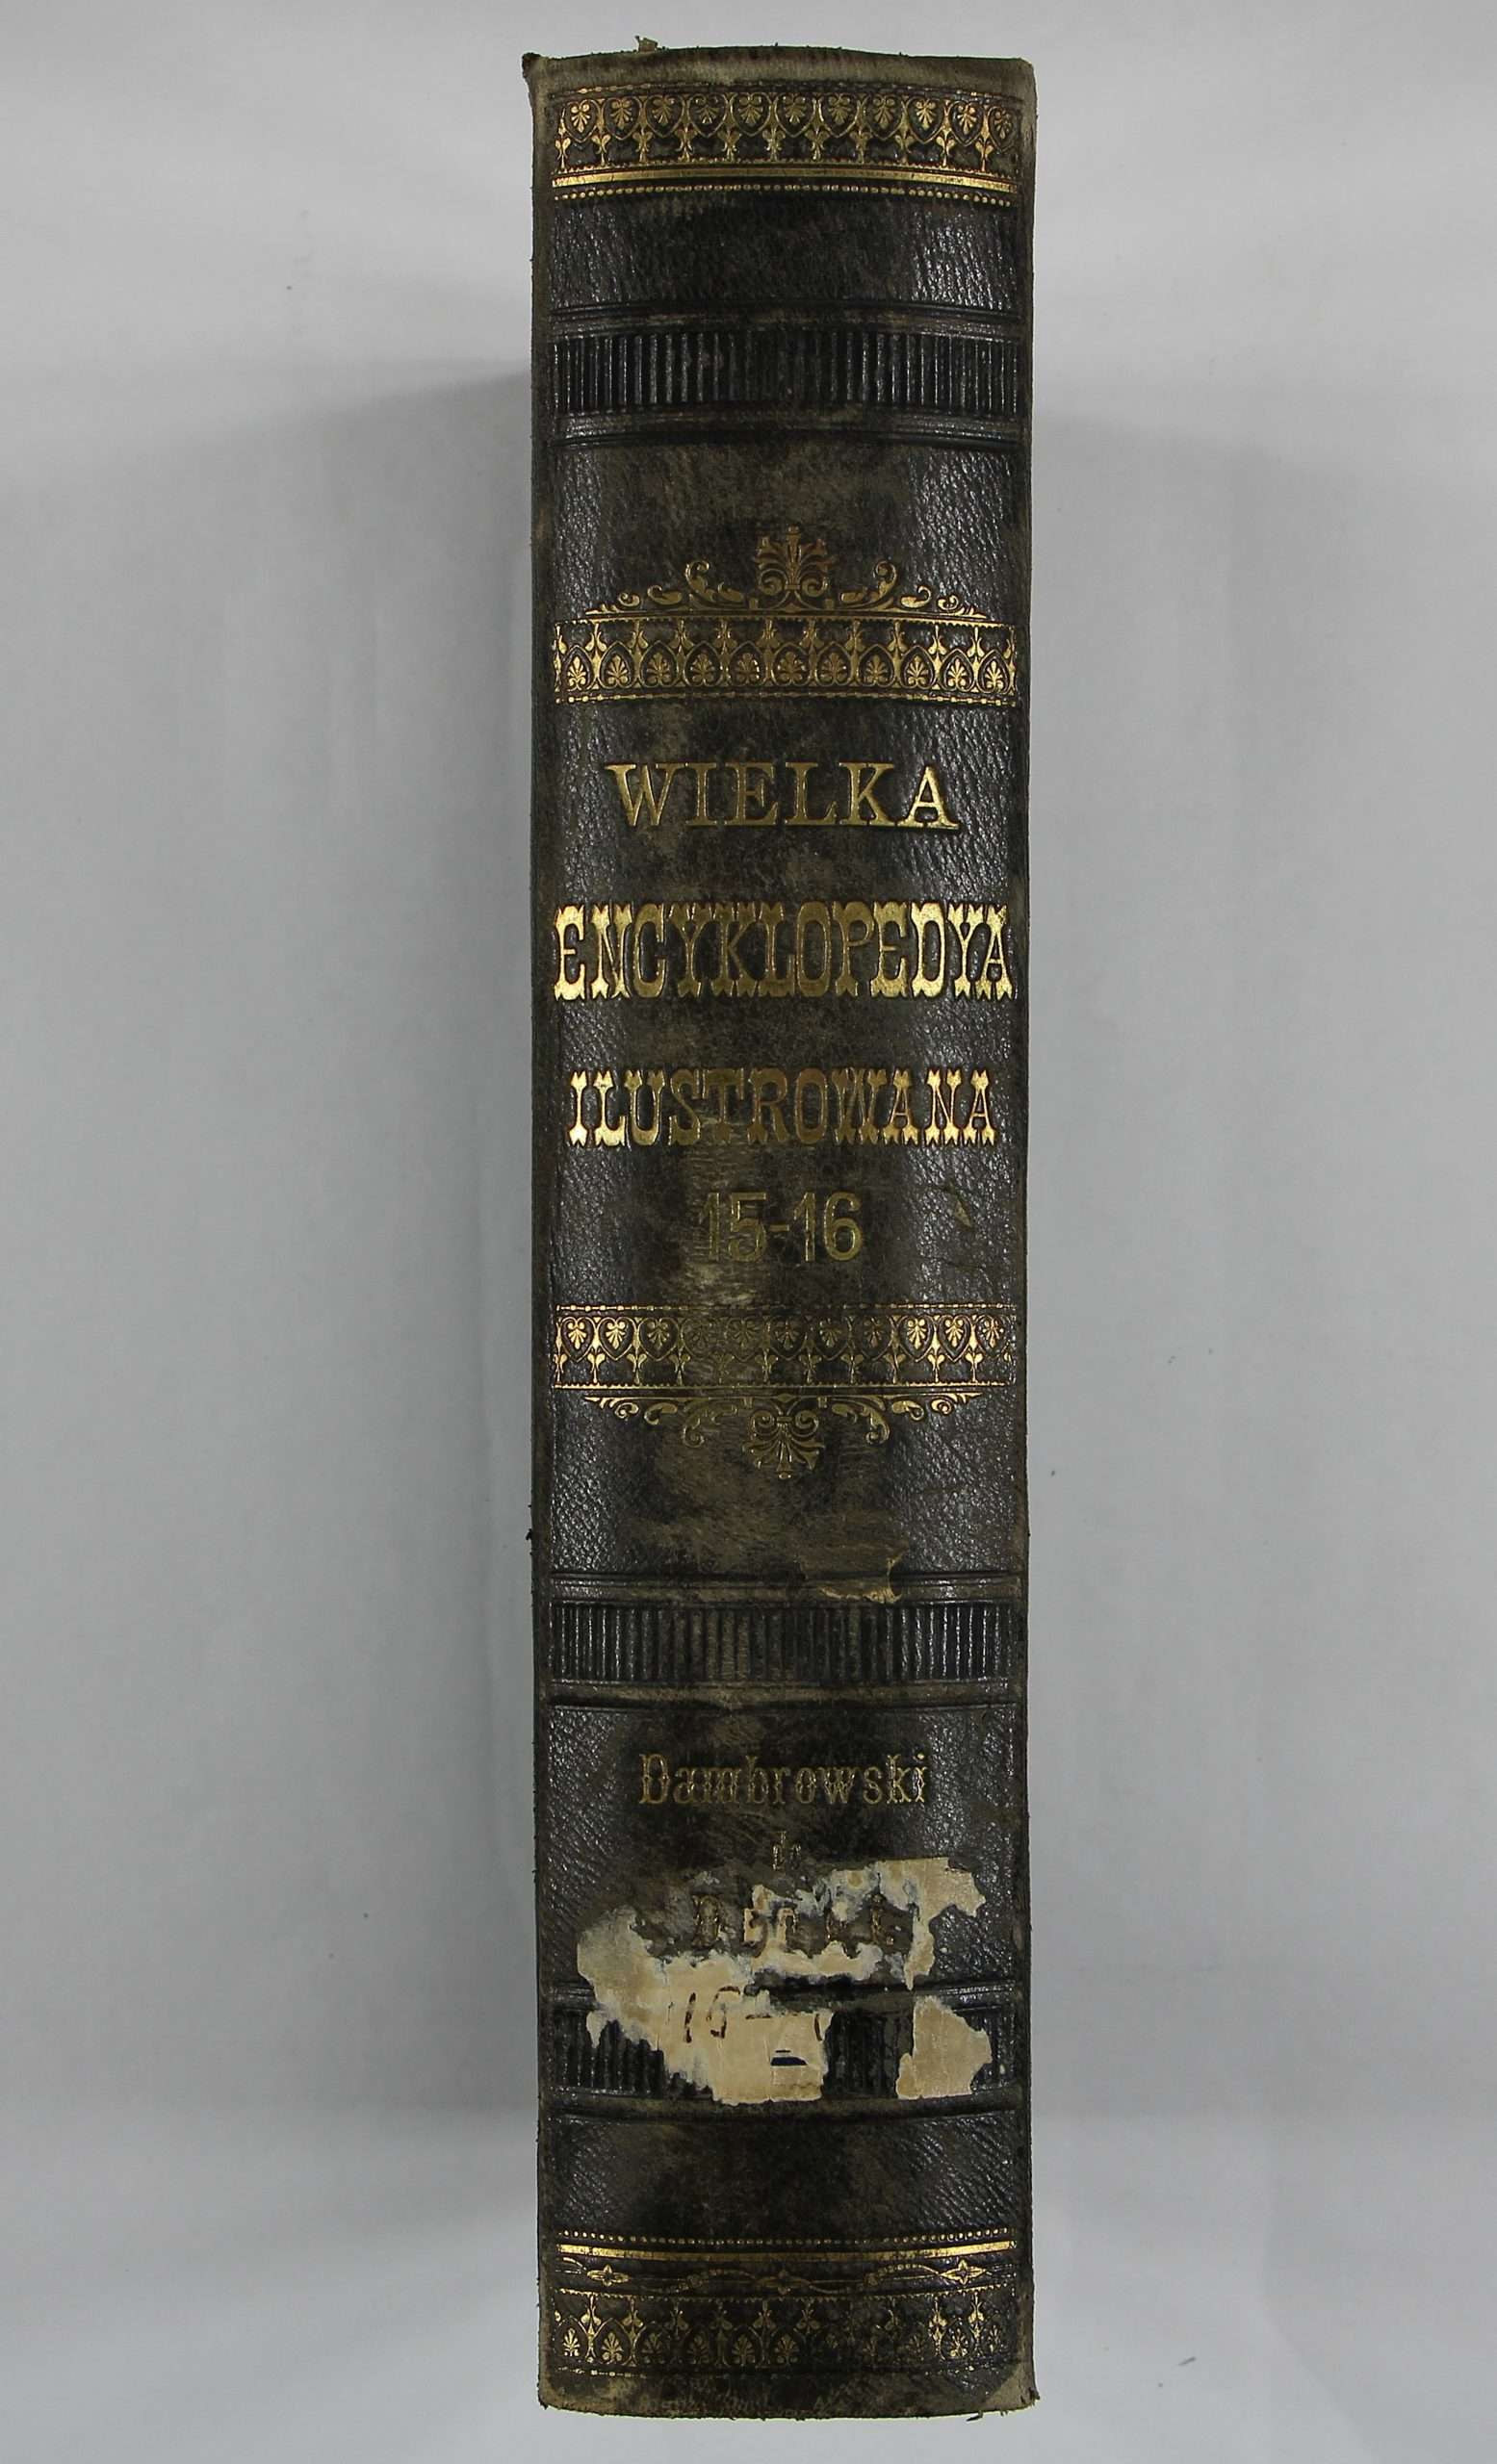 WIELKA
ENCYKLOPEDYA
ILUSTROWANA
15-16
Dambrowski
do